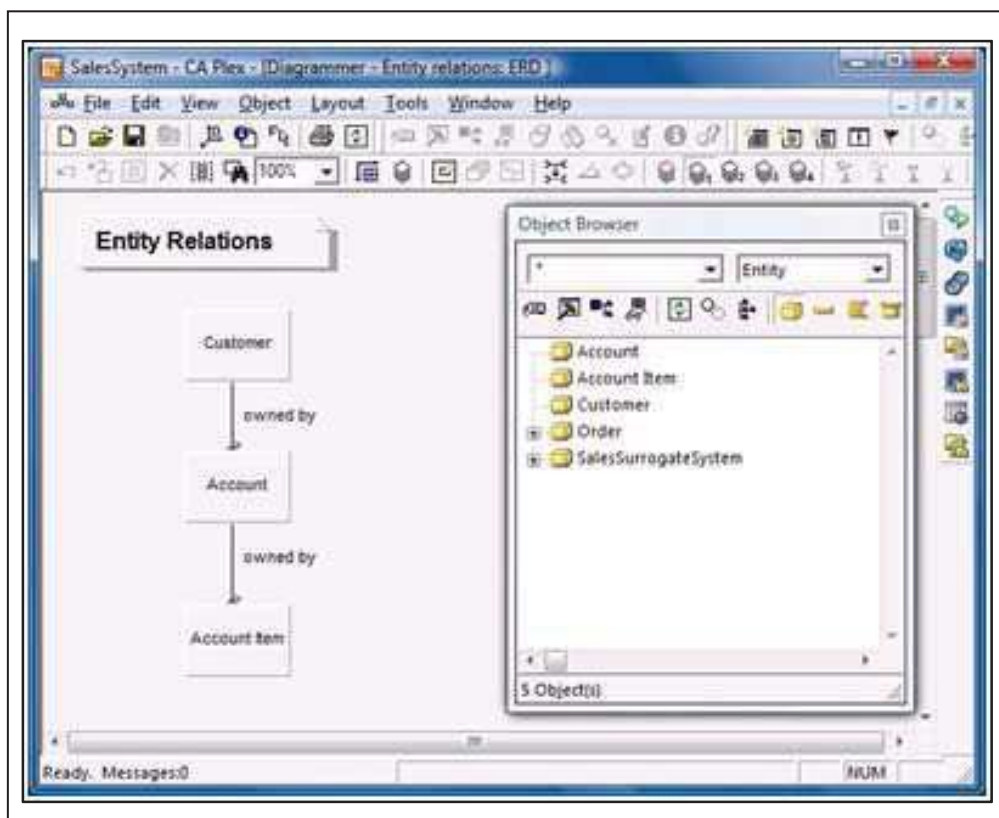 SalesSystem - CA Plex - [Diagrammer - Entity relations: ERD ]
File Edit View Object Layout Tools Window Help
100%
Entity Relations
Customer
owned by
Account
owned by
Account Item
Object Browser
*
Entity
Account
Account Item
Customer
Order
SalesSurrogateSystem
5 Object(s)
Ready. Messages:0
NUM